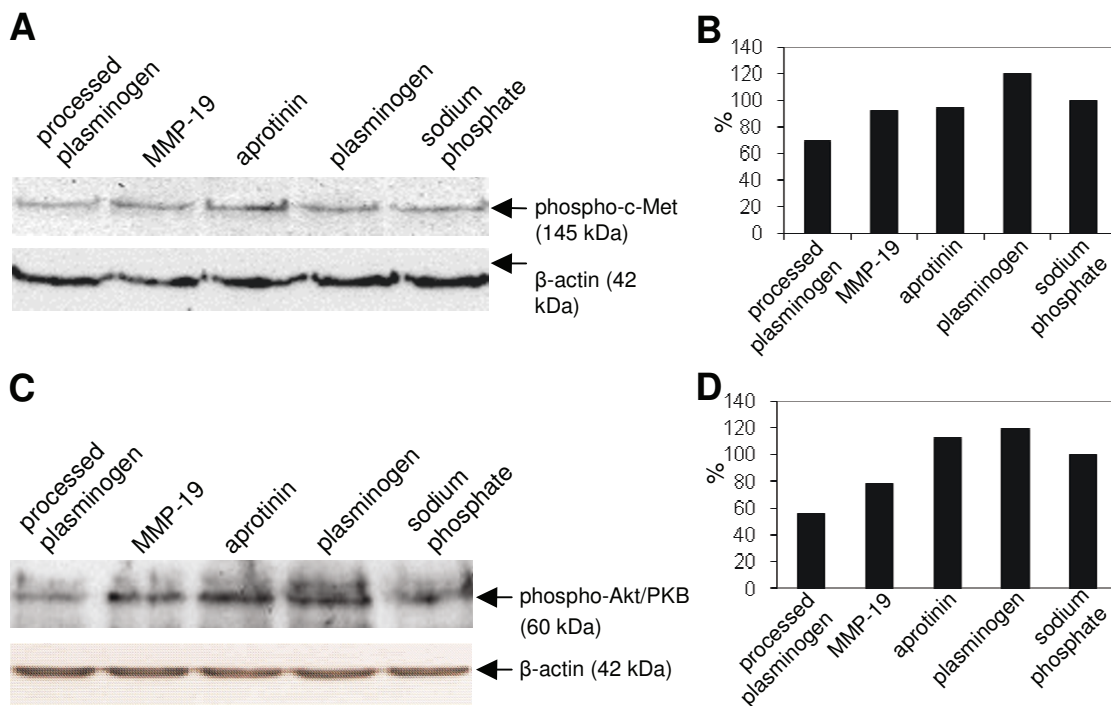 A
processed
plasminogen
MMP-19
aprotinin
plasminogen
sodium
phosphate
phospho-c-Met
(145 kDa)
β-actin (42
kDa)
B
140
120
100
80
60
40
20
0
%
processed
plasminogen
MMP-19
aprotinin
plasminogen
sodium
phosphate
C
processed
plasminogen
MMP-19
aprotinin
plasminogen
sodium
phosphate
phospho-Akt/PKB
(60 kDa)
β-actin (42 kDa)
D
140
120
100
80
60
40
20
0
%
processed
plasminogen
MMP-19
aprotinin
plasminogen
sodium
phosphate